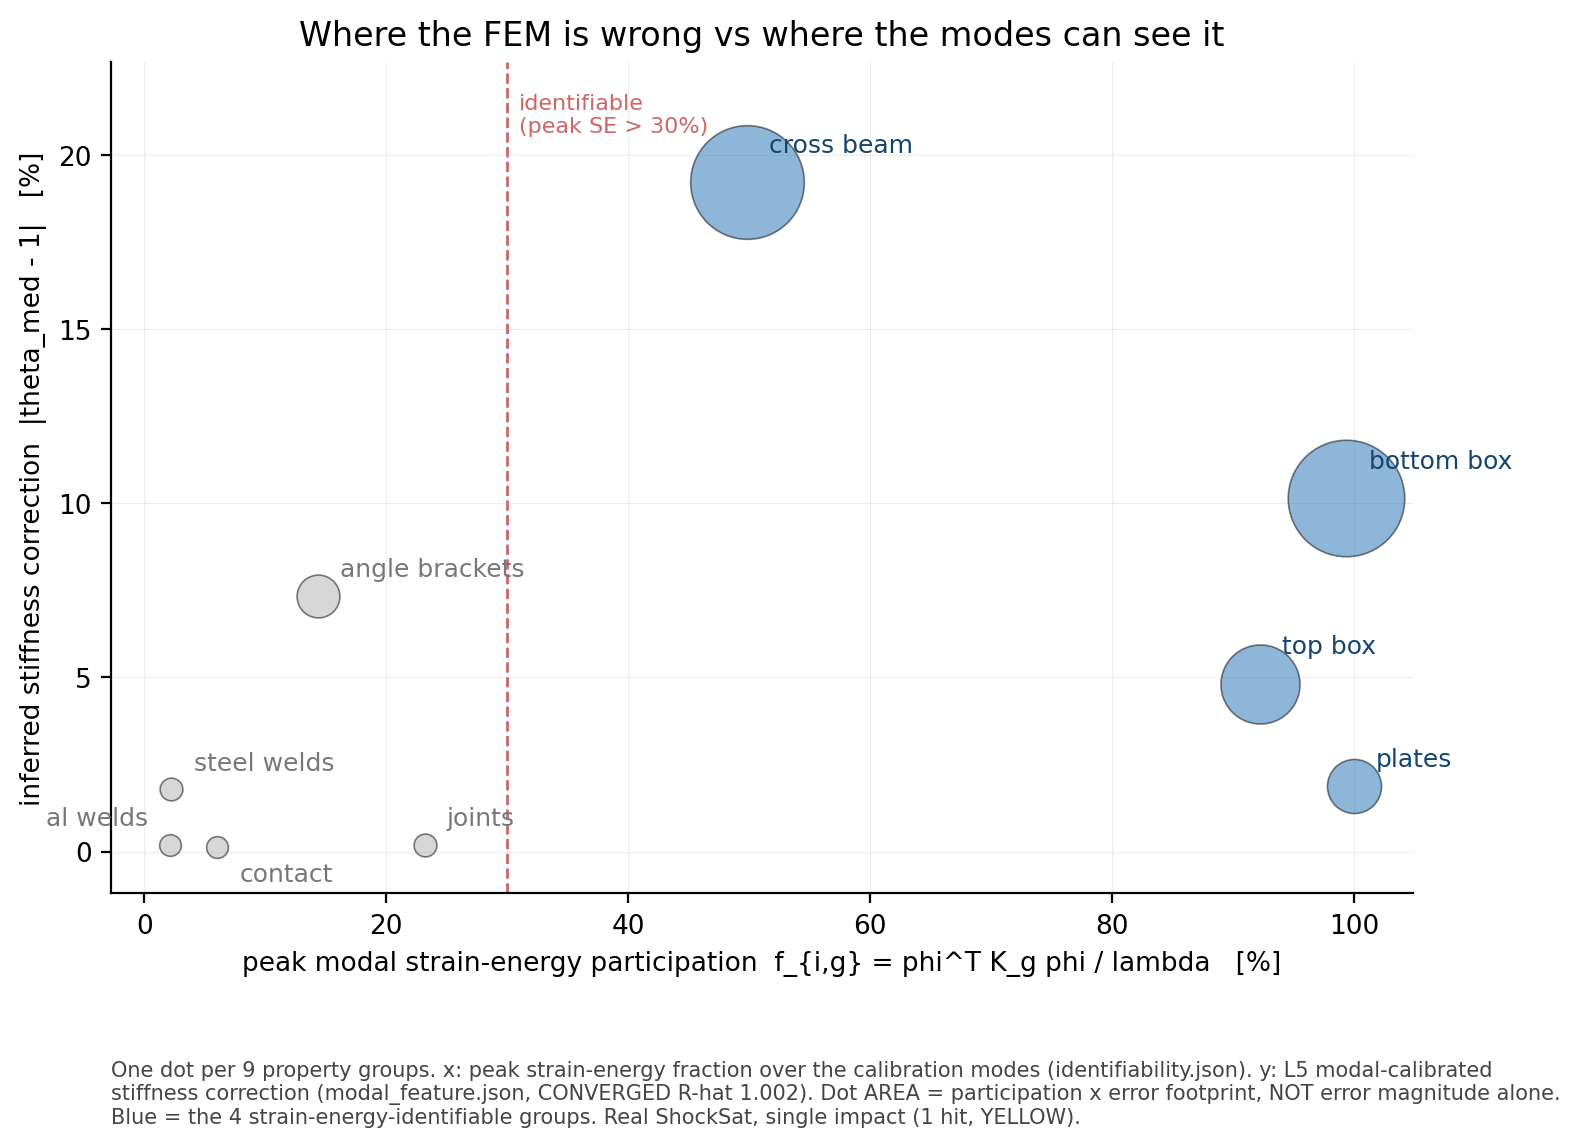 Where the FEM is wrong vs where the modes can see it
identifiable
(peak SE > 30%)
cross beam
bottom box
angle brackets
top box
steel welds
plates
al welds
joints
contact
inferred stiffness correction |theta_med - 1| [%]
20
15
10
5
0
0 20 40 60 80 100
peak modal strain-energy participation f_{i,g} = phi^T K_g phi / lambda [%]
One dot per 9 property groups. x: peak strain-energy fraction over the calibration modes (identifiability.json). y: L5 modal-calibrated
stiffness correction (modal_feature.json, CONVERGED R-hat 1.002). Dot AREA = participation x error footprint, NOT error magnitude alone.
Blue = the 4 strain-energy-identifiable groups. Real ShockSat, single impact (1 hit, YELLOW).